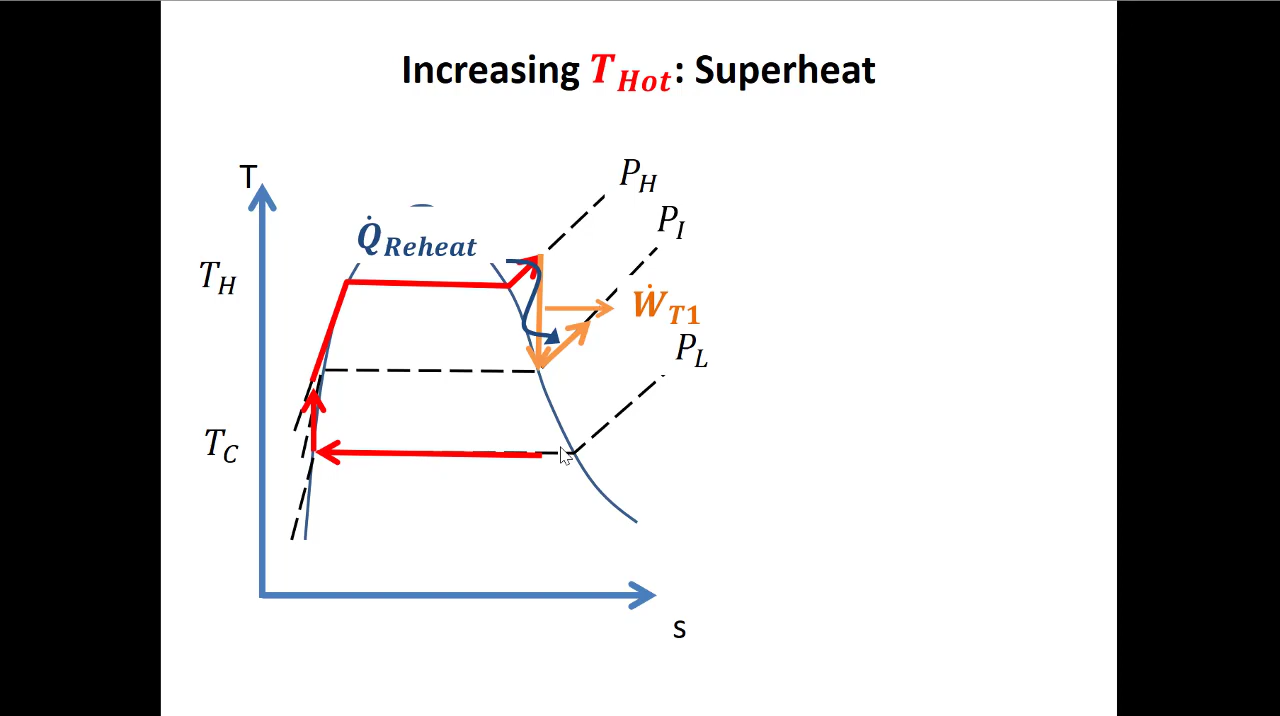 Increasing T_Hot: Superheat
T
P_H
P_I
Q̇_Reheat
T_H
Ẇ_T1
P_L
T_C
s